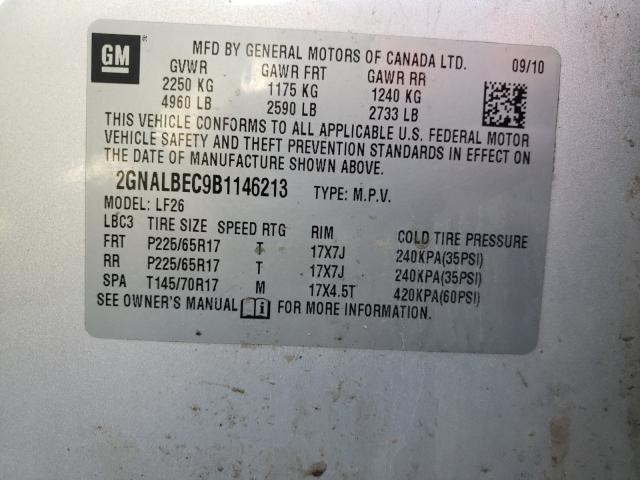 GM ®
MFD BY GENERAL MOTORS OF CANADA LTD. 09/10
GVWR GAWR FRT GAWR RR
2250 KG 1175 KG 1240 KG
4960 LB 2590 LB 2733 LB
THIS VEHICLE CONFORMS TO ALL APPLICABLE U.S. FEDERAL MOTOR
VEHICLE SAFETY AND THEFT PREVENTION STANDARDS IN EFFECT ON
THE DATE OF MANUFACTURE SHOWN ABOVE.
2GNALBEC9B1146213 TYPE: M.P.V.
MODEL: LF26
LBC3 TIRE SIZE SPEED RTG RIM COLD TIRE PRESSURE
FRT P225/65R17 T 17X7J 240KPA(35PSI)
RR P225/65R17 T 17X7J 240KPA(35PSI)
SPA T145/70R17 M 17X4.5T 420KPA(60PSI)
SEE OWNER'S MANUAL FOR MORE INFORMATION.